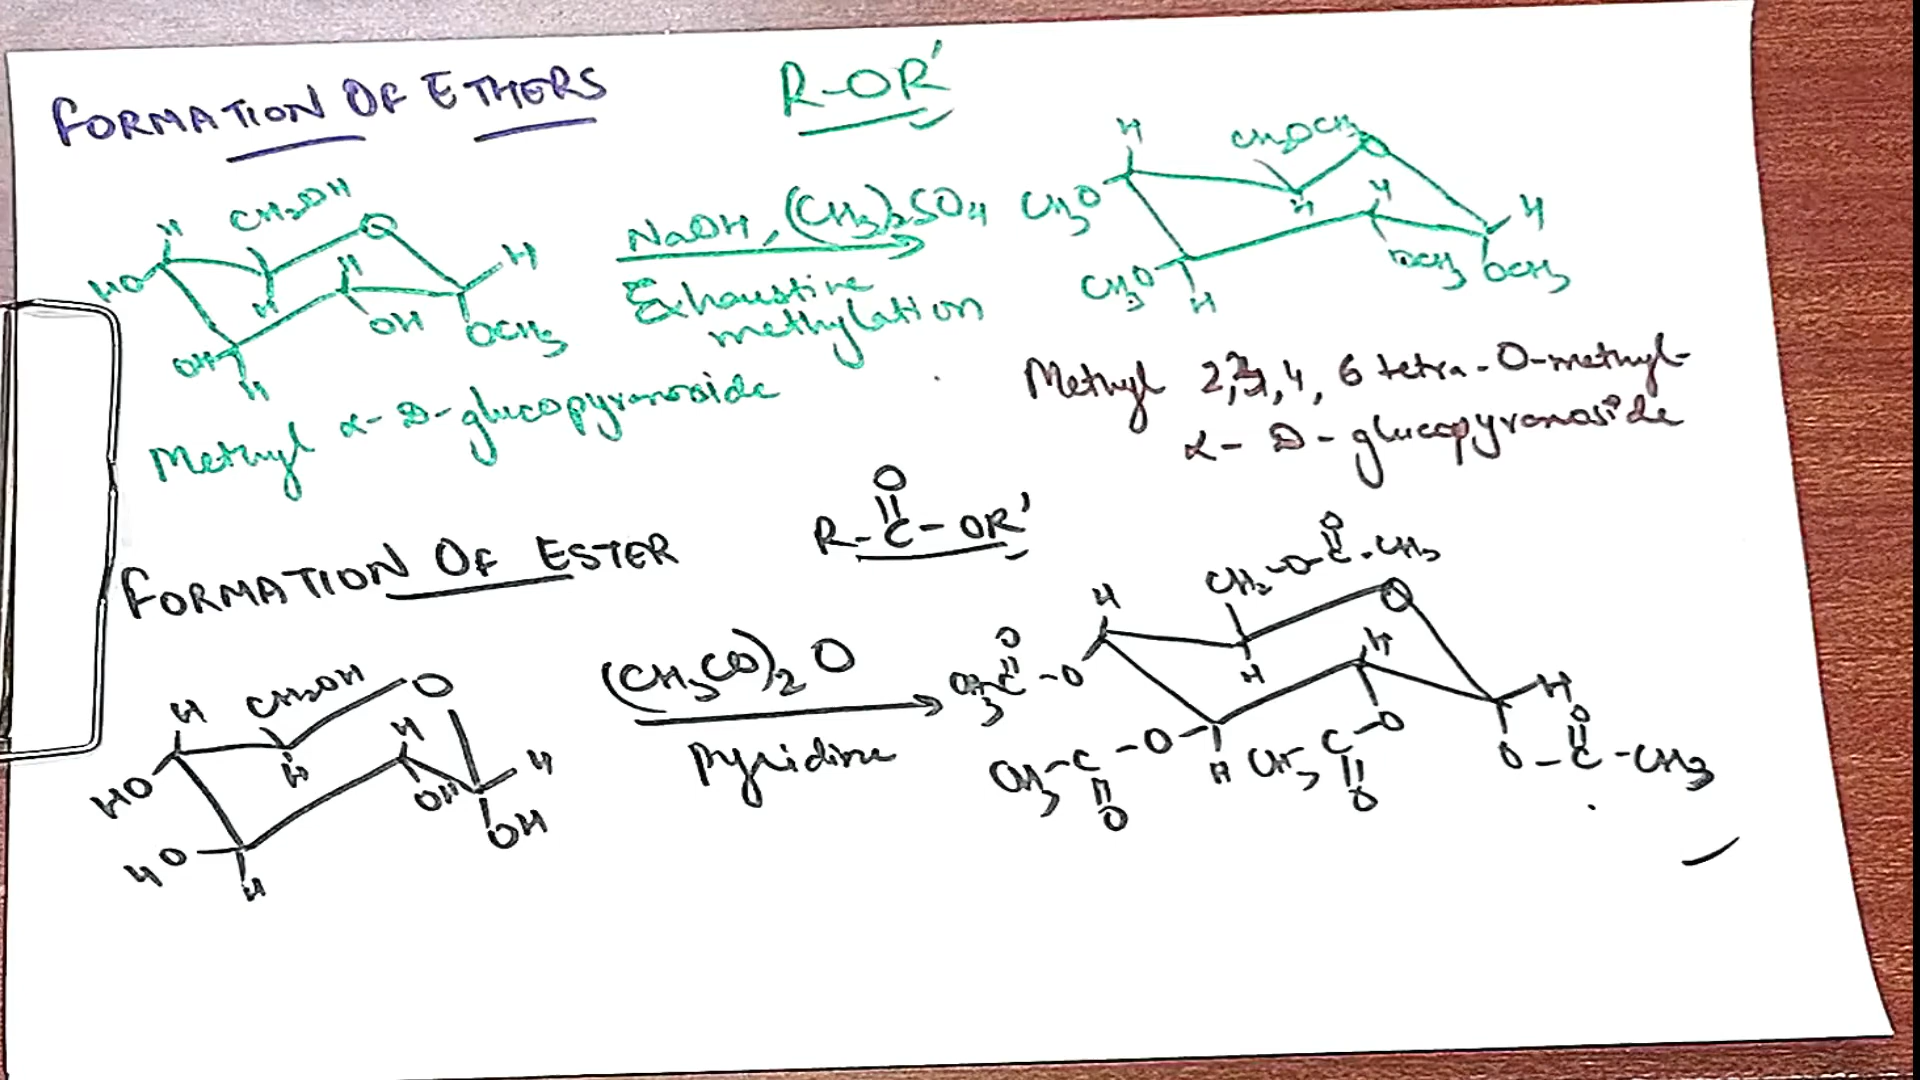 FORMATION OF ETHERS R-OR'
H CH2OH O H
HO H H OH OCH3
OH H
NaOH, (CH3)2SO4
Exhaustive
methylation
H CH2OCH3 O
CH3O H H H
CH3O H OCH3 OCH3
Methyl α-D-glucopyranoside
Methyl 2,3,4, 6 tetra-O-methyl-
α-D-glucopyranoside
FORMATION OF ESTER
O
R-C-OR'
H CH2OH O
HO H H OH H
HO H OH
(CH3CO)2O
Pyridine
O
H CH2-O-C-CH3 O
O
CH3-C-O H H H
CH3-C-O H CH3 C-O O-C-CH3
O O O